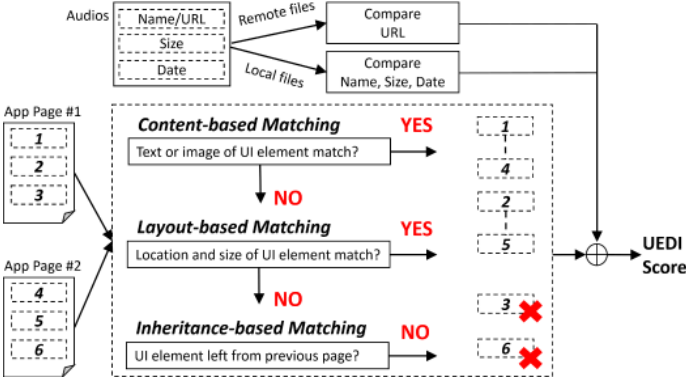 Audios
Name/URL
Size
Date
Remote files
Local files
Compare
URL
Compare
Name, Size, Date
App Page #1
1
2
3
App Page #2
4
5
6
Content-based Matching
YES
Text or image of UI element match?
NO
Layout-based Matching
YES
Location and size of UI element match?
NO
Inheritance-based Matching
NO
UI element left from previous page?
1
4
2
5
3
6
UEDI
Score